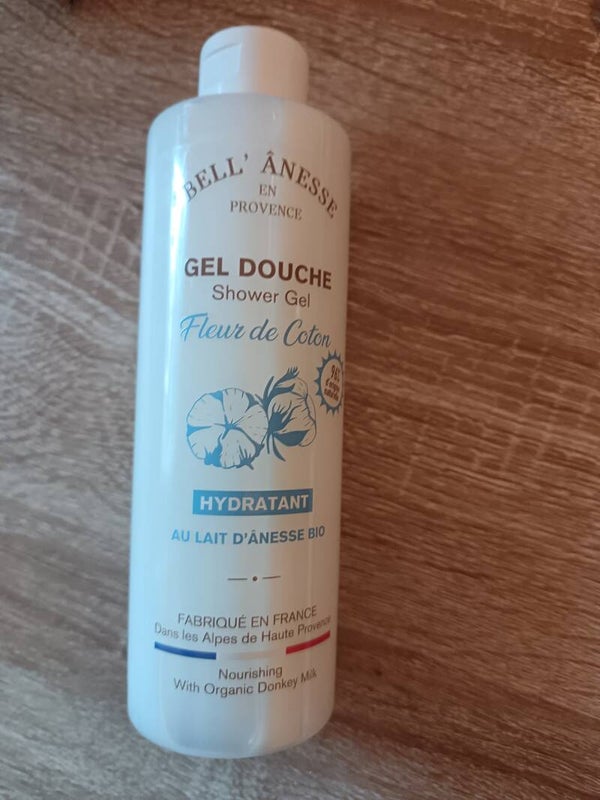 BELL' ÂNESSE
EN
PROVENCE
GEL DOUCHE
Shower Gel
Fleur de Coton
HYDRATANT
AU LAIT D'ÂNESSE BIO
FABRIQUÉ EN FRANCE
Dans les Alpes de Haute Provence
Nourishing
With Organic Donkey Milk